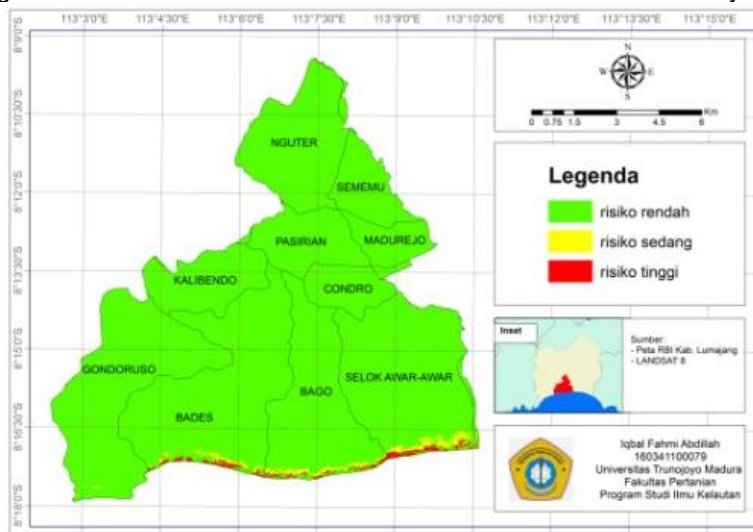 113°3'0"E 113°4'30"E 113°6'0"E 113°7'30"E 113°9'0"E 113°10'30"E 113°12'0"E 113°13'30"E 113°15'0"E
8°9'0"S
8°10'30"S
8°12'0"S
8°13'30"S
8°15'0"S
8°16'30"S
8°18'0"S
NGUTER
SEMEMU
PASIRIAN
MADUREJO
KALIBENDO
CONDRO
GONDORUSO
SELOK AWAR-AWAR
BAGO
BADES
N
W E
S
Km
0 0.75 1.5 3 4.5 6
Legenda
risiko rendah
risiko sedang
risiko tinggi
Inset
Sumber:
- Peta RBI Kab. Lumajang
- LANDSAT 8
Iqbal Fahmi Abdillah
160341100079
Universitas Trunojoyo Madura
Fakultas Pertanian
Program Studi Ilmu Kelautan